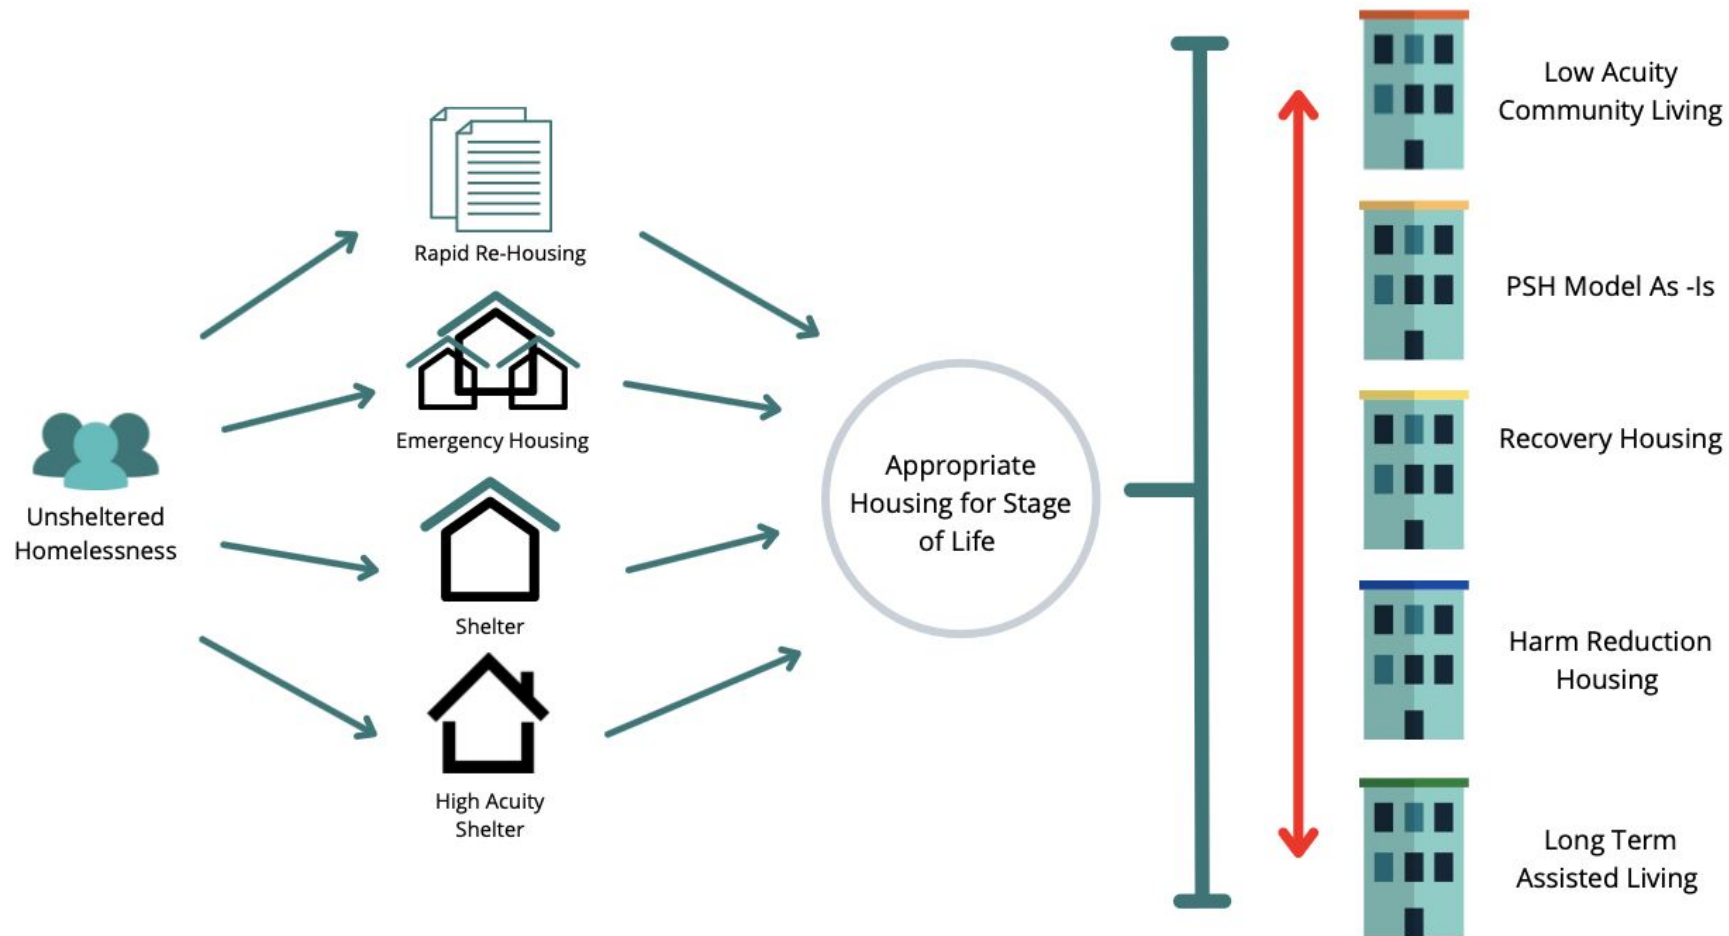 Unsheltered
Homelessness
Rapid Re-Housing
Emergency Housing
Shelter
High Acuity
Shelter
Appropriate
Housing for Stage
of Life
Low Acuity
Community Living
PSH Model As -Is
Recovery Housing
Harm Reduction
Housing
Long Term
Assisted Living